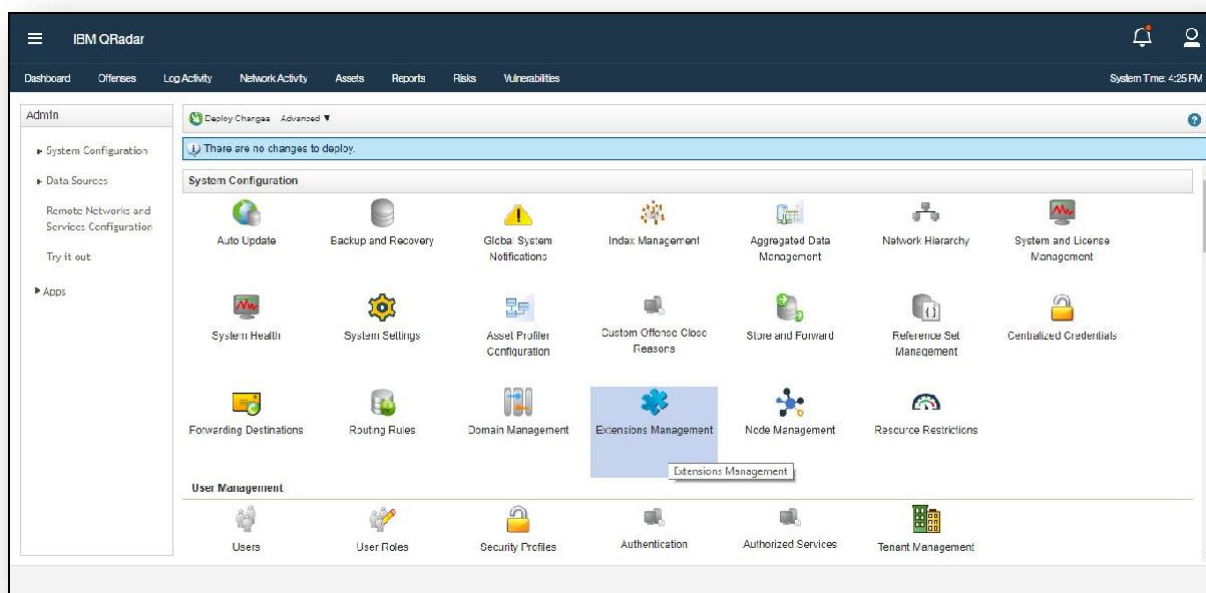 IBM QRadar
Dashboard Offenses Log Activity Network Activity Assets Reports Risks Vulnerabilities System Time: 4:25 PM
Admin
Deploy Changes Advanced ▼
There are no changes to deploy.
System Configuration
Data Sources
Remote Networks and
Services Configuration
Try it out
Apps
System Configuration
Auto Update Backup and Recovery Global System Index Management Aggregated Data Network Hierarchy System and License
Notifications Management Management
System Health System Settings Asset Profiler Custom Offense Close Store and Forward Reference Set Centralized Credentials
Configuration Reasons Management
Forwarding Destinations Routing Rules Domain Management Extensions Management Node Management Resource Restrictions
Extensions Management
User Management
Users User Roles Security Profiles Authentication Authorized Services Tenant Management